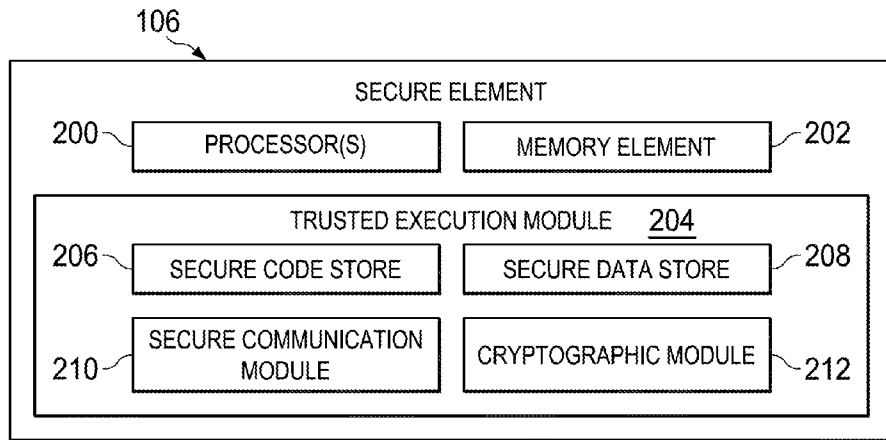 106
SECURE ELEMENT
200 PROCESSOR(S) MEMORY ELEMENT 202
TRUSTED EXECUTION MODULE 204
206 SECURE CODE STORE SECURE DATA STORE 208
SECURE COMMUNICATION
210 MODULE CRYPTOGRAPHIC MODULE 212